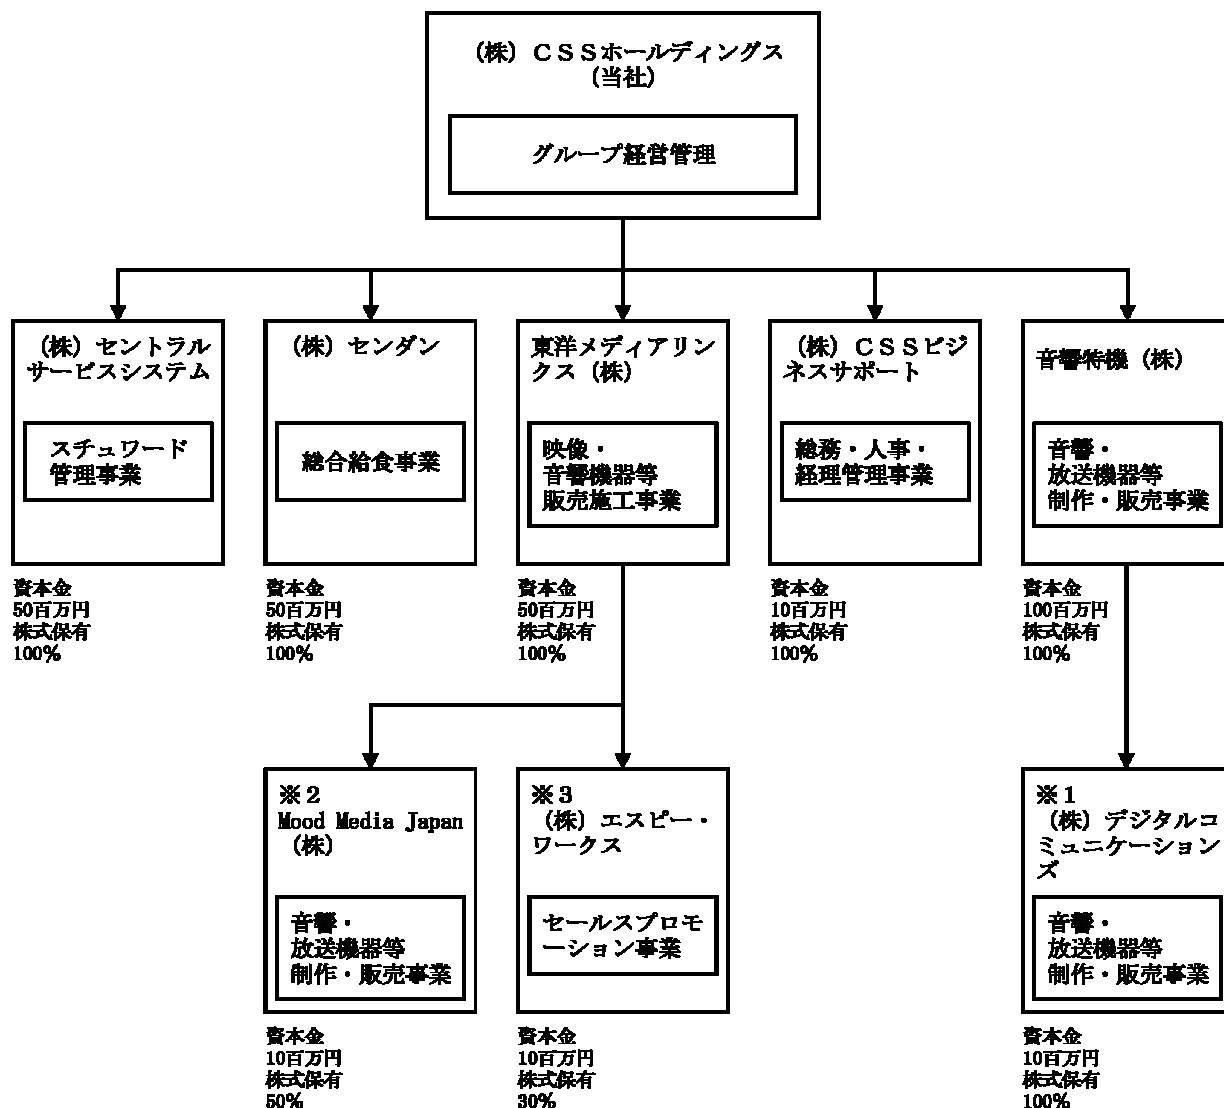 (株)CSSホールディングス
(当社)
グループ経営管理
(株)セントラル
サービスシステム
スチュワード
管理事業
資本金
50百万円
株式保有
100%
(株)センダン
総合給食事業
資本金
50百万円
株式保有
100%
東洋メディアリン
クス(株)
映像・
音響機器等
販売施工事業
資本金
50百万円
株式保有
100%
(株)CSSビジ
ネスサポート
総務・人事・
経理管理事業
資本金
10百万円
株式保有
100%
音響特機(株)
音響・
放送機器等
制作・販売事業
資本金
100百万円
株式保有
100%
※2
Mood Media Japan
(株)
音響・
放送機器等
制作・販売事業
資本金
10百万円
株式保有
50%
※3
(株)エスピー・
ワークス
セールスプロモ
ーション事業
資本金
10百万円
株式保有
30%
※1
(株)デジタルコ
ミュニケーション
ズ
音響・
放送機器等
制作・販売事業
資本金
10百万円
株式保有
100%